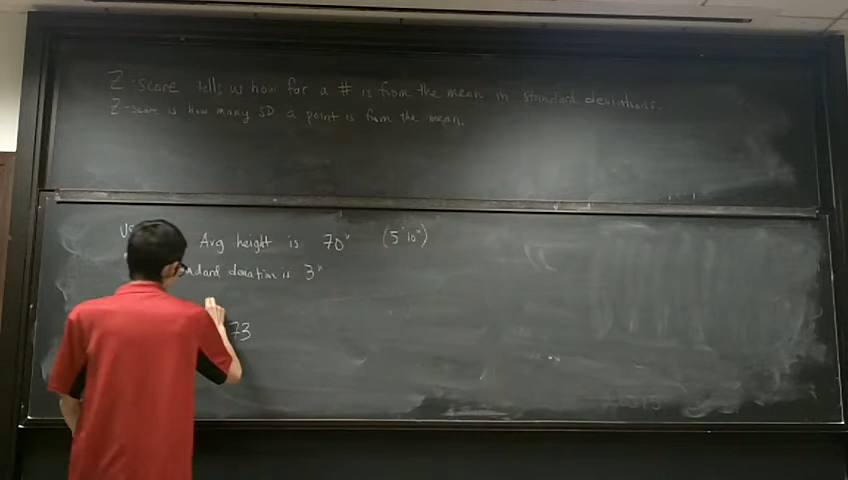 Z-score tells us how far a # is from the mean in standard deviations.
Z-score is how many SD a point is from the mean.
Avg height is 70" (5'10")
ndard deviation is 3"
73